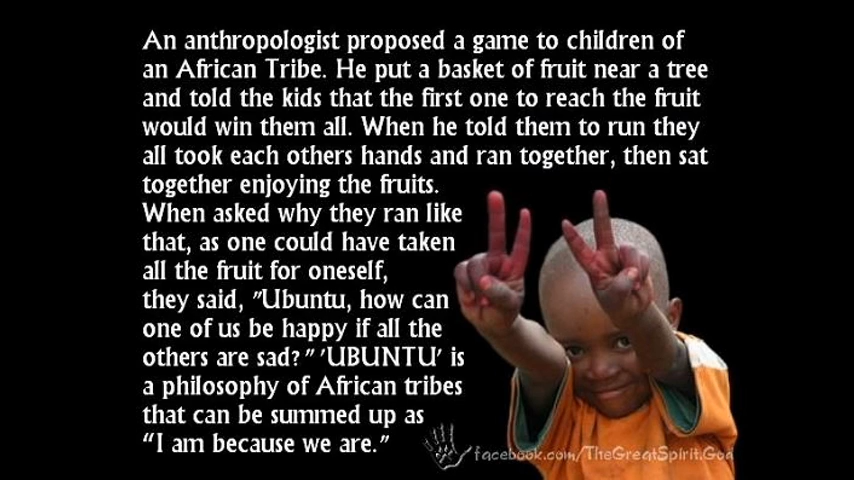 An anthropologist proposed a game to children of
an African Tribe. He put a basket of fruit near a tree
and told the kids that the first one to reach the fruit
would win them all. When he told them to run they
all took each others hands and ran together, then sat
together enjoying the fruits.
When asked why they ran like
that, as one could have taken
all the fruit for oneself,
they said, "Ubuntu, how can
one of us be happy if all the
others are sad?" 'UBUNTU' is
a philosophy of African tribes
that can be summed up as
“I am because we are.”
facebook.com/TheGreatSpirit.God